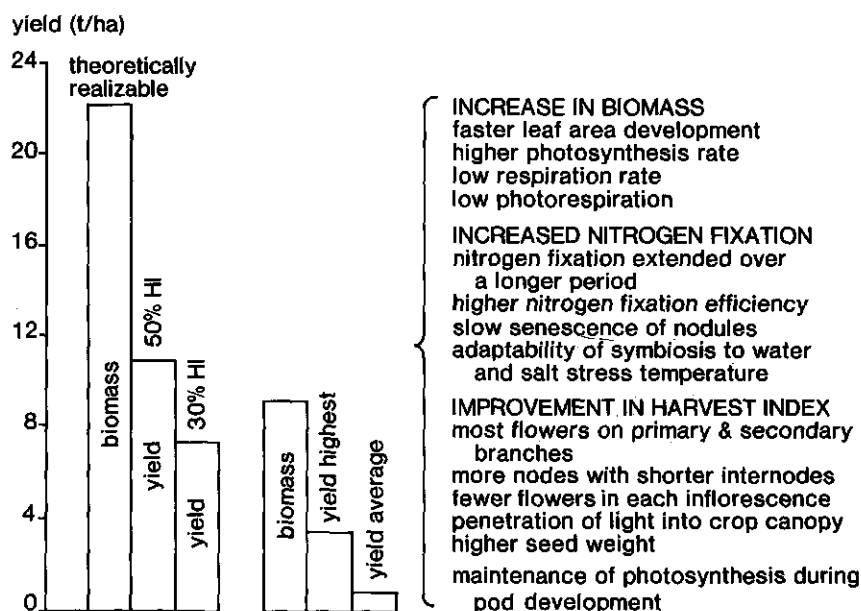 yield (t/ha)
24
20
16
12
8
4
0
theoretically
realizable
biomass
yield
50% HI
yield
30% HI
biomass
yield highest
yield average
INCREASE IN BIOMASS
faster leaf area development
higher photosynthesis rate
low respiration rate
low photorespiration
INCREASED NITROGEN FIXATION
nitrogen fixation extended over
a longer period
higher nitrogen fixation efficiency
slow senescence of nodules
adaptability of symbiosis to water
and salt stress temperature
IMPROVEMENT IN HARVEST INDEX
most flowers on primary & secondary
branches
more nodes with shorter internodes
fewer flowers in each inflorescence
penetration of light into crop canopy
higher seed weight
maintenance of photosynthesis during
pod development